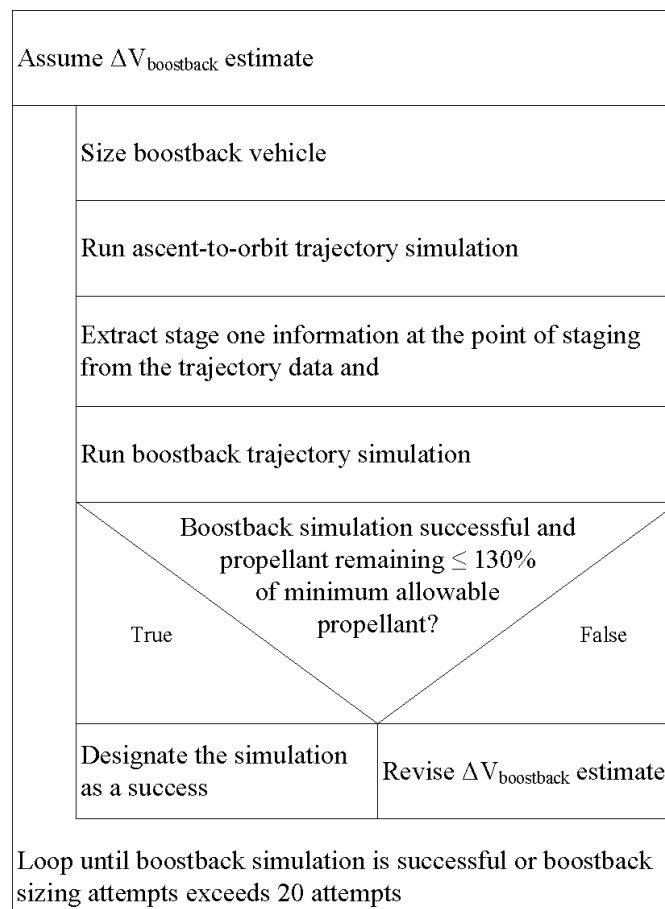 Assume ΔV_boostback estimate
Size boostback vehicle
Run ascent-to-orbit trajectory simulation
Extract stage one information at the point of staging
from the trajectory data and
Run boostback trajectory simulation
Boostback simulation successful and
propellant remaining ≤ 130%
of minimum allowable
propellant?
True
False
Designate the simulation
as a success
Revise ΔV_boostback estimate
Loop until boostback simulation is successful or boostback
sizing attempts exceeds 20 attempts